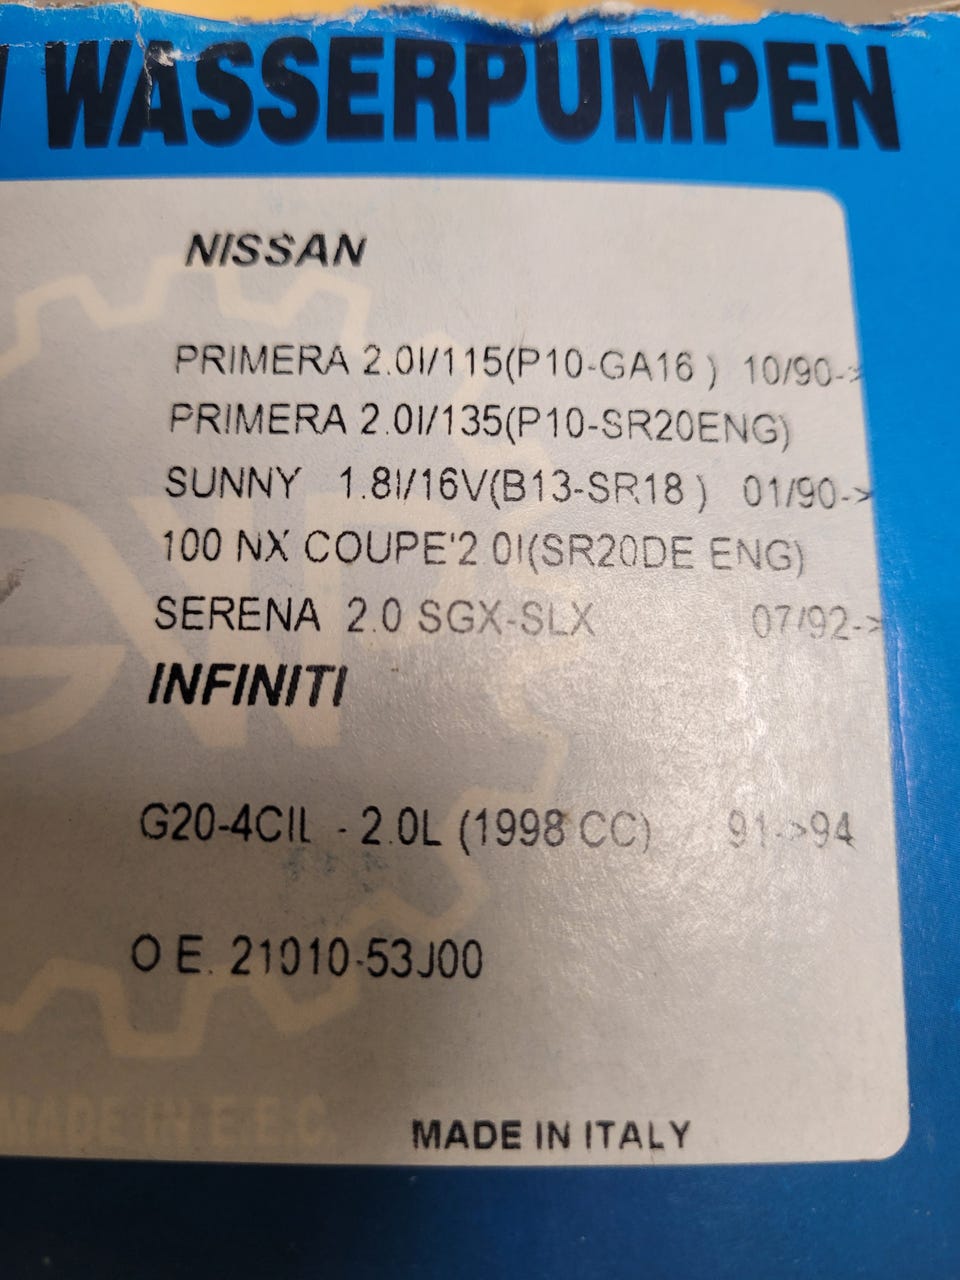 WASSERPUMPEN
NISSAN
PRIMERA 2.0I/115(P10-GA16 ) 10/90->
PRIMERA 2.0I/135(P10-SR20ENG)
SUNNY 1.8I/16V(B13-SR18 ) 01/90->
100 NX COUPE'2 0I(SR20DE ENG)
SERENA 2.0 SGX-SLX 07/92->
INFINITI
G20-4CIL - 2.0L (1998 CC) 91->94
O E. 21010-53J00
MADE IN E.E.C.
MADE IN ITALY